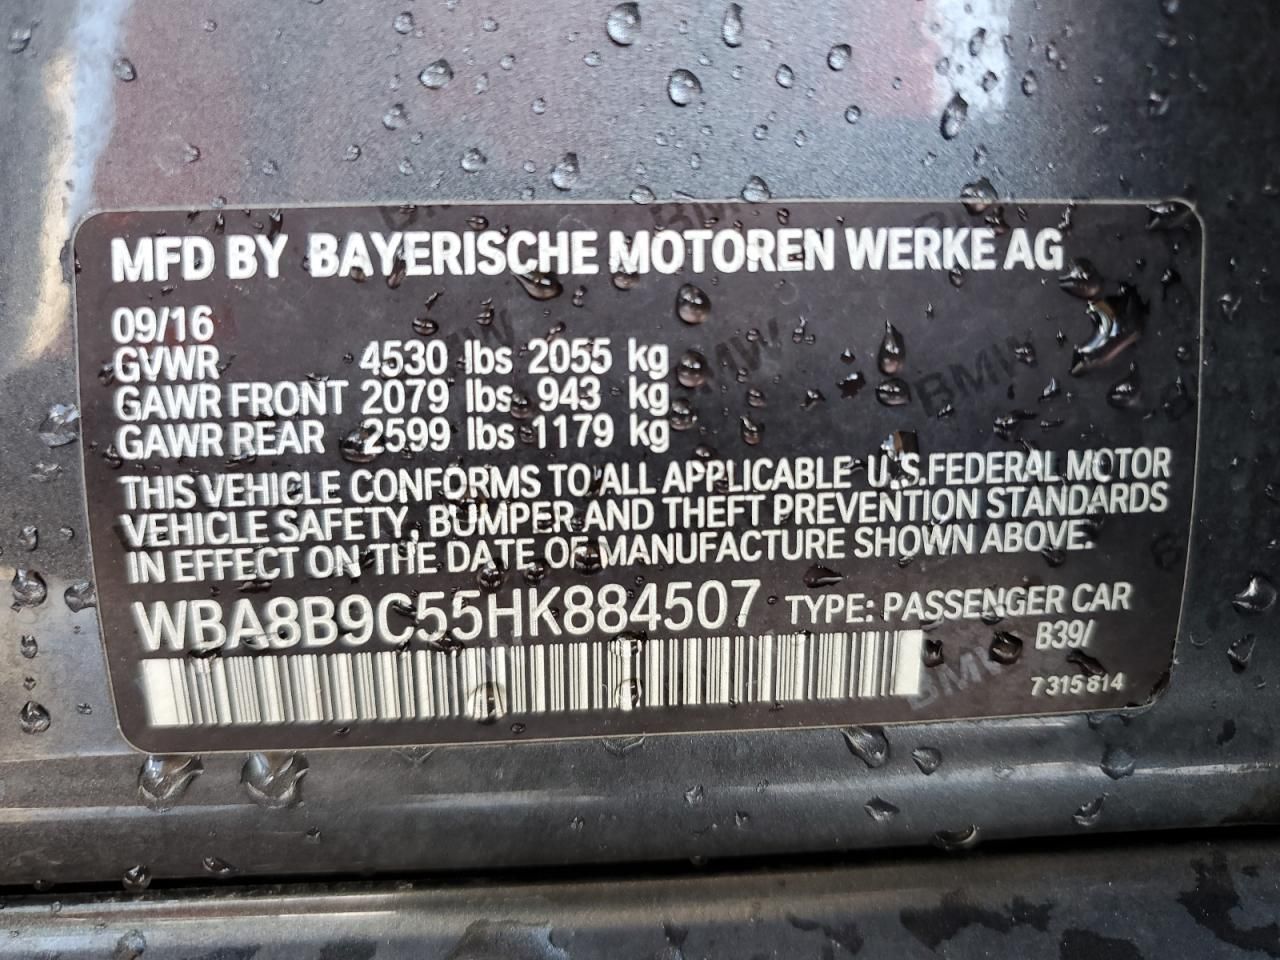 MFD BY BAYERISCHE MOTOREN WERKE AG
09/16
GVWR 4530 lbs 2055 kg
GAWR FRONT 2079 lbs 943 kg
GAWR REAR 2599 lbs 1179 kg
THIS VEHICLE CONFORMS TO ALL APPLICABLE U.S.FEDERAL MOTOR
VEHICLE SAFETY, BUMPER AND THEFT PREVENTION STANDARDS
IN EFFECT ON THE DATE OF MANUFACTURE SHOWN ABOVE.
WBA8B9C55HK884507 TYPE: PASSENGER CAR
B39/
7 315 814
BMW
BMW
BMW